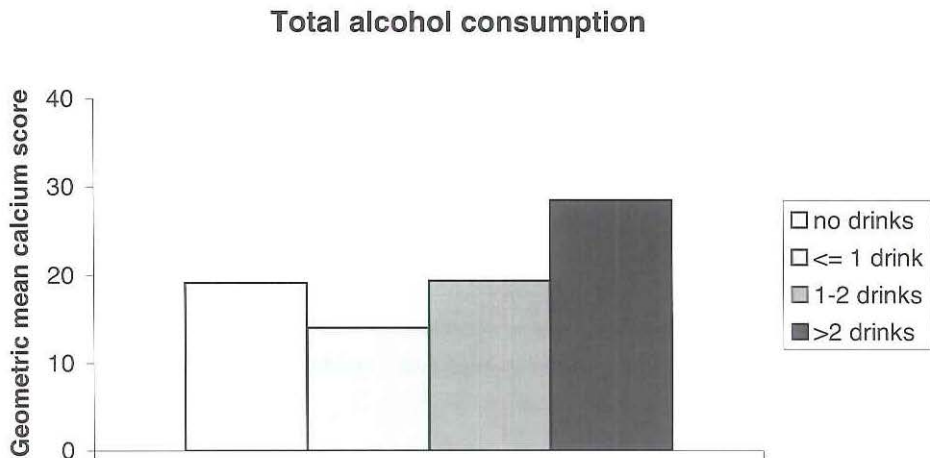 Total alcohol consumption
Geometric mean calcium score
40
30
20
10
0
no drinks
<= 1 drink
1-2 drinks
>2 drinks